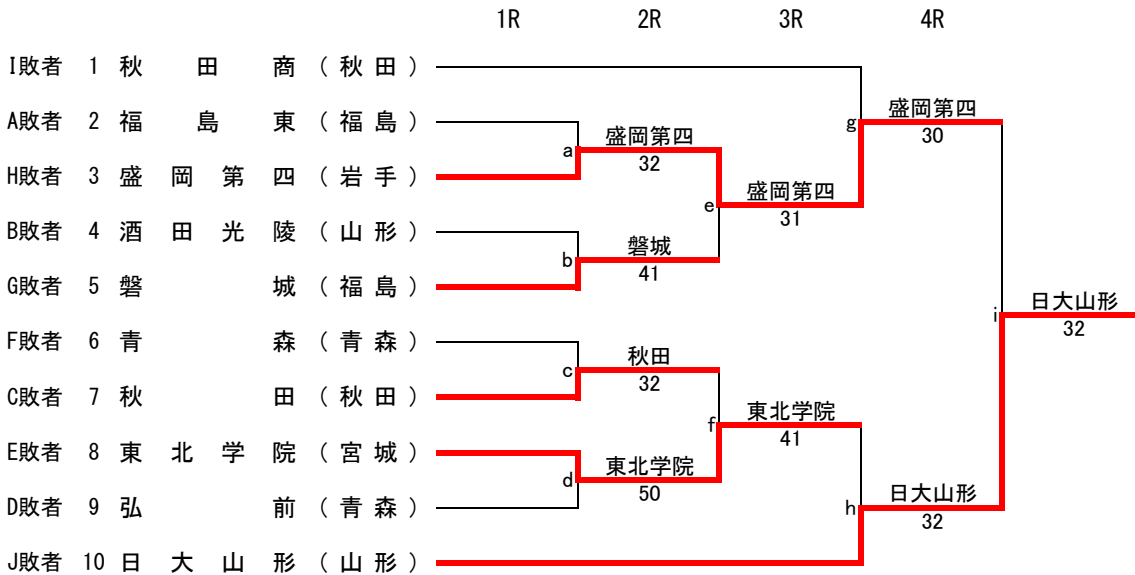 1R 2R 3R 4R
I敗者 1 秋田商（秋田）
A敗者 2 福島東（福島）
g 盛岡第四
30
a 盛岡第四
32
H敗者 3 盛岡第四（岩手）
e 盛岡第四
31
B敗者 4 酒田光陵（山形）
b 磐城
41
G敗者 5 磐城（福島）
i 日大山形
32
F敗者 6 青森（青森）
c 秋田
32
C敗者 7 秋田（秋田）
f 東北学院
41
E敗者 8 東北学院（宮城）
d 東北学院
50
D敗者 9 弘前（青森）
h 日大山形
32
J敗者 10 日大山形（山形）